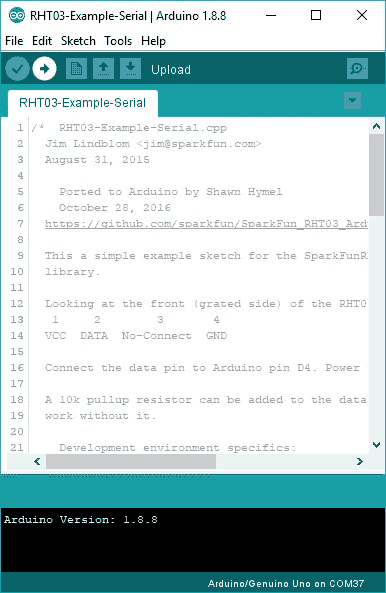 RHT03-Example-Serial | Arduino 1.8.8
File Edit Sketch Tools Help
Upload
RHT03-Example-Serial
1 /* RHT03-Example-Serial.cpp
2 Jim Lindblom <jim@sparkfun.com>
3 August 31, 2015
4
5 Ported to Arduino by Shawn Hymel
6 October 28, 2016
7 https://github.com/sparkfun/SparkFun_RHT03_Ard
8
9 This a simple example sketch for the SparkFunRH
10 library.
11
12 Looking at the front (grated side) of the RHT0
13 1 2 3 4
14 VCC DATA No-Connect GND
15
16 Connect the data pin to Arduino pin D4. Power
17
18 A 10k pullup resistor can be added to the data
19 work without it.
20
21 Development environment specifics:
Arduino Version: 1.8.8
Arduino/Genuino Uno on COM37